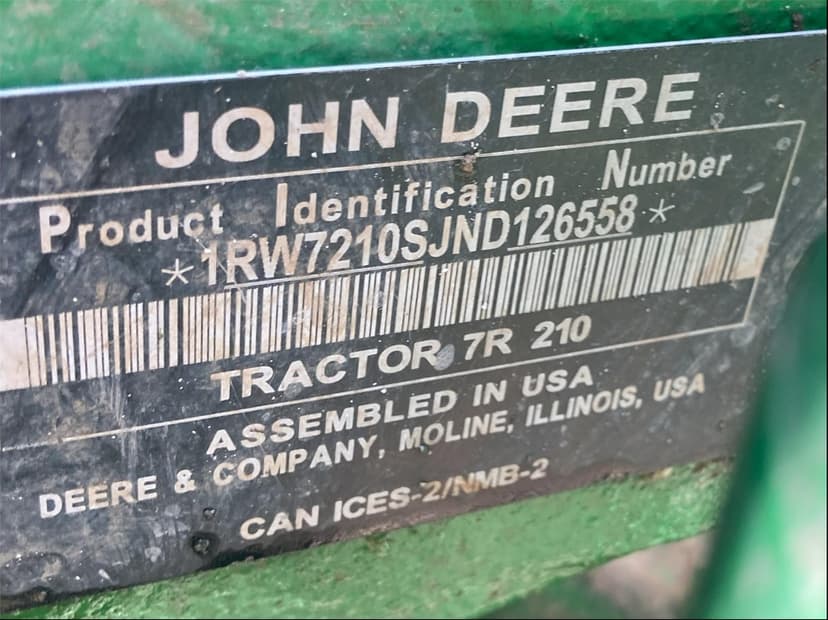 JOHN DEERE
Product Identification Number
*1RW7210SJND126558*
TRACTOR 7R 210
ASSEMBLED IN USA
DEERE & COMPANY, MOLINE, ILLINOIS, USA
CAN ICES-2/NMB-2